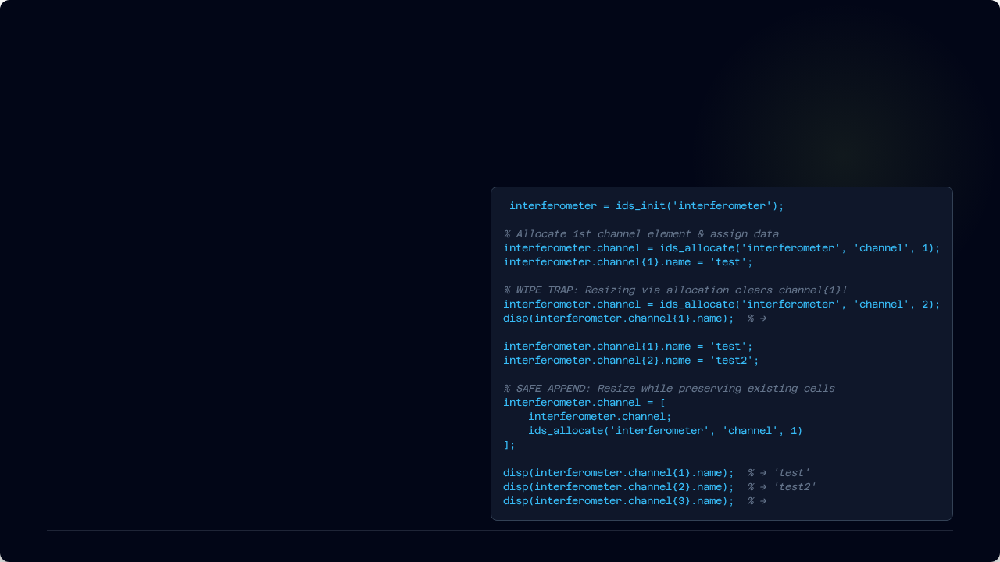 interferometer = ids_init('interferometer');
% Allocate 1st channel element & assign data
interferometer.channel = ids_allocate('interferometer', 'channel', 1);
interferometer.channel{1}.name = 'test';
% WIPE TRAP: Resizing via allocation clears channel{1}!
interferometer.channel = ids_allocate('interferometer', 'channel', 2);
disp(interferometer.channel{1}.name);  % →
interferometer.channel{1}.name = 'test';
interferometer.channel{2}.name = 'test2';
% SAFE APPEND: Resize while preserving existing cells
interferometer.channel = [
    interferometer.channel;
    ids_allocate('interferometer', 'channel', 1)
];
disp(interferometer.channel{1}.name);  % → 'test'
disp(interferometer.channel{2}.name);  % → 'test2'
disp(interferometer.channel{3}.name);  % →